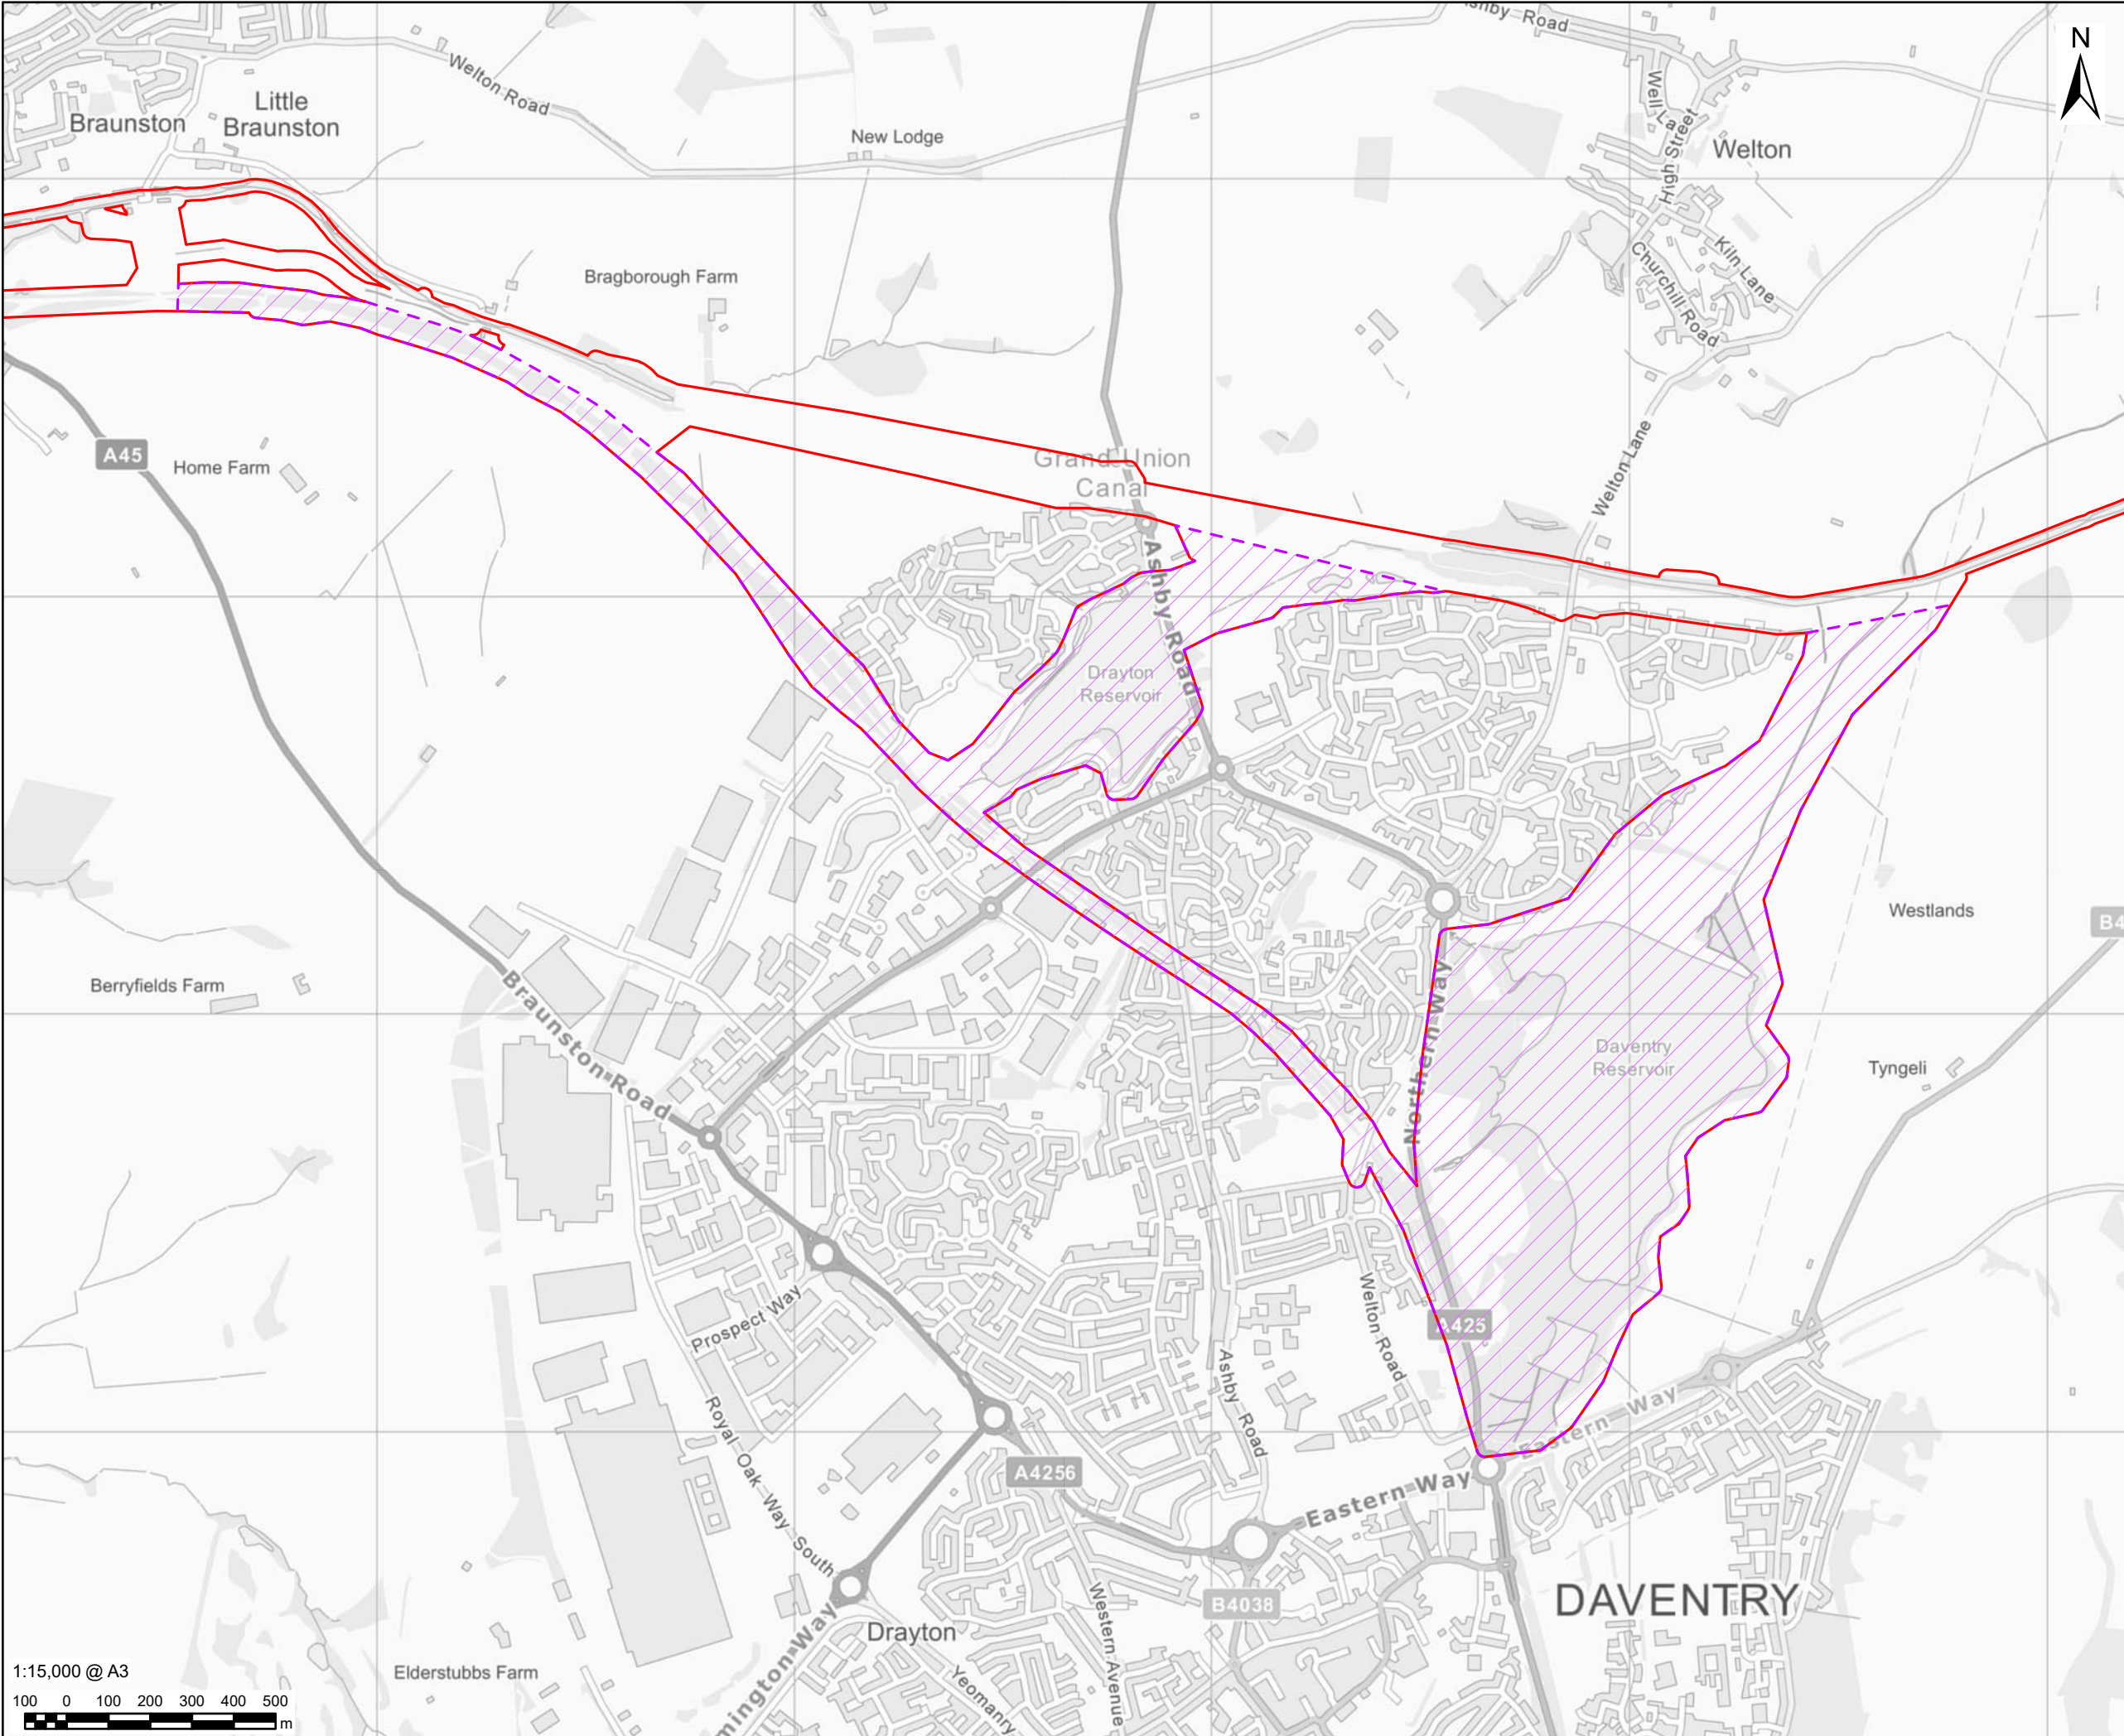 Ashby Road
N
Welton Road
Little
Braunston
Braunston
New Lodge
Well La
High Street
Welton
Kiln Lane
Churchill Road
Bragborough Farm
A45
Home Farm
Grand Union
Canal
Welton Lane
Ashby Road
Drayton
Reservoir
Westlands
B4
Berryfields Farm
Braunston Road
Northern Way
Daventry
Reservoir
Tyngeli
Prospect Way
Welton Road
A425
Ashby Road
Royal Oak Way South
Eastern Way
A4256
Eastern Way
B4038
Western Avenue
DAVENTRY
Drayton
Yeomanry
mington Way
Elderstubbs Farm
1:15,000 @ A3
100 0 100 200 300 400 500
m